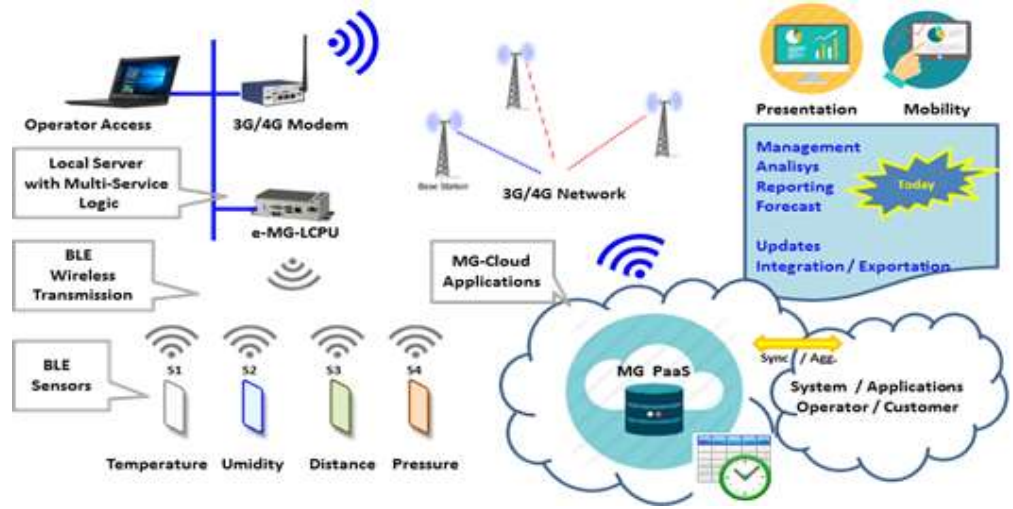 Operator Access
3G/4G Modem
Local Server
with Multi-Service
Logic
e-MG-LCPU
BLE
Wireless
Transmission
BLE
Sensors
S1
S2
S3
S4
Temperature
Umidity
Distance
Pressure
Base Station
3G/4G Network
MG-Cloud
Applications
MG PaaS
Presentation
Mobility
Management
Analisys
Reporting
Forecast
Today
Updates
Integration / Exportation
Sync / Agg.
System / Applications
Operator / Customer